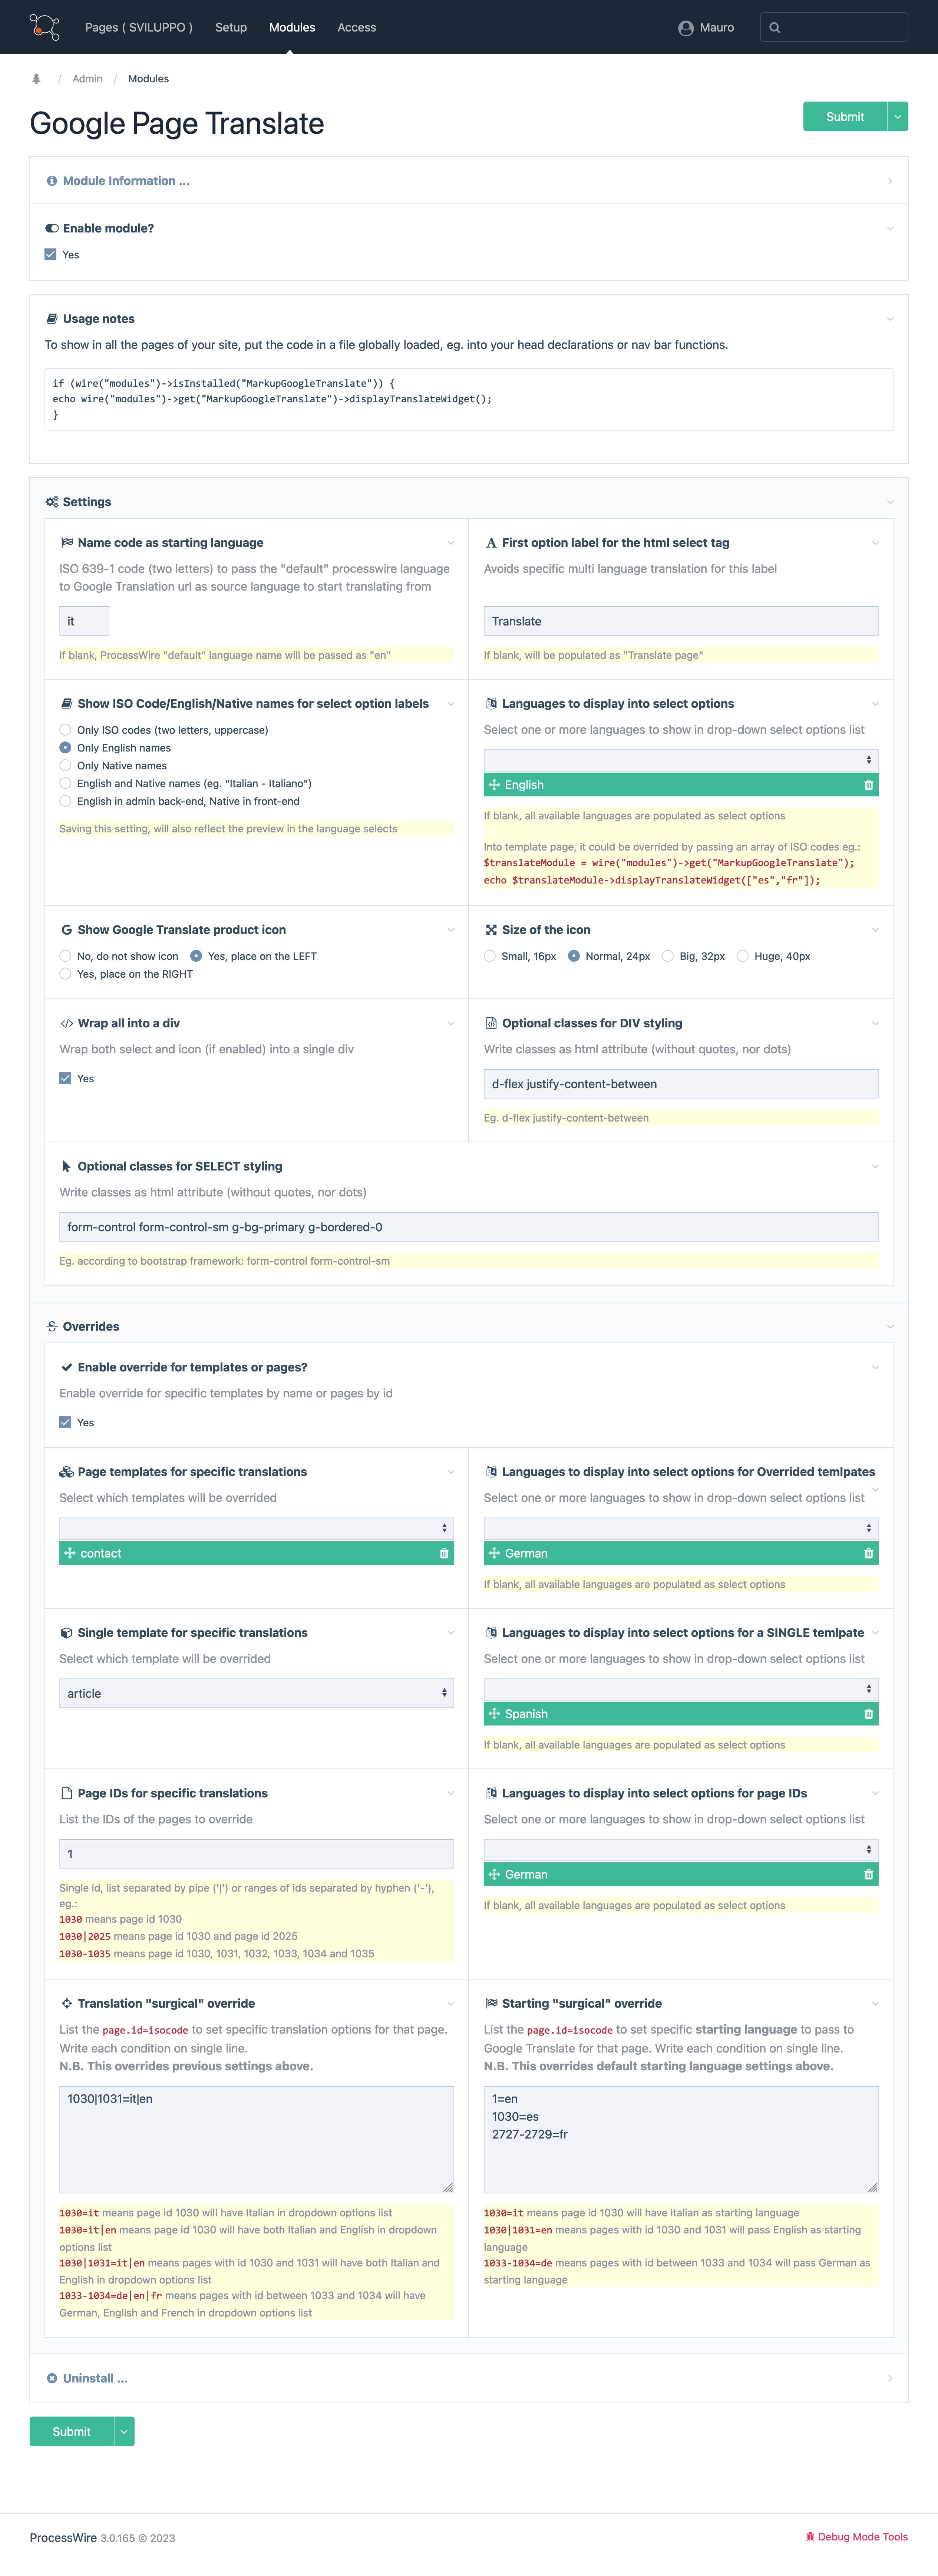 Pages ( SVILUPPO )
Setup
Modules
Access
Mauro
/ Admin / Modules
Google Page Translate
Submit
Module Information ...
Enable module?
Yes
Usage notes
To show in all the pages of your site, put the code in a file globally loaded, eg. into your head declarations or nav bar functions.
if (wire("modules")->isInstalled("MarkupGoogleTranslate")) {
echo wire("modules")->get("MarkupGoogleTranslate")->displayTranslateWidget();
}
Settings
Name code as starting language
ISO 639-1 code (two letters) to pass the "default" processwire language
to Google Translation url as source language to start translating from
it
If blank, ProcessWire "default" language name will be passed as "en"
First option label for the html select tag
Avoids specific multi language translation for this label
Translate
If blank, will be populated as "Translate page"
Show ISO Code/English/Native names for select option labels
Only ISO codes (two letters, uppercase)
Only English names
Only Native names
English and Native names (eg. "Italian - Italiano")
English in admin back-end, Native in front-end
Saving this setting, will also reflect the preview in the language selects
Languages to display into select options
Select one or more languages to show in drop-down select options list
English
If blank, all available languages are populated as select options
Into template page, it could be overrided by passing an array of ISO codes eg.:
$translateModule = wire("modules")->get("MarkupGoogleTranslate");
echo $translateModule->displayTranslateWidget(["es","fr"]);
Show Google Translate product icon
No, do not show icon
Yes, place on the LEFT
Yes, place on the RIGHT
Size of the icon
Small, 16px
Normal, 24px
Big, 32px
Huge, 40px
Wrap all into a div
Wrap both select and icon (if enabled) into a single div
Yes
Optional classes for DIV styling
Write classes as html attribute (without quotes, nor dots)
d-flex justify-content-between
Eg. d-flex justify-content-between
Optional classes for SELECT styling
Write classes as html attribute (without quotes, nor dots)
form-control form-control-sm g-bg-primary g-bordered-0
Eg. according to bootstrap framework: form-control form-control-sm
Overrides
Enable override for templates or pages?
Enable override for specific templates by name or pages by id
Yes
Page templates for specific translations
Select which templates will be overrided
contact
Languages to display into select options for Overrided temlpates
Select one or more languages to show in drop-down select options list
German
If blank, all available languages are populated as select options
Single template for specific translations
Select which template will be overrided
article
Languages to display into select options for a SINGLE temlpate
Select one or more languages to show in drop-down select options list
Spanish
If blank, all available languages are populated as select options
Page IDs for specific translations
List the IDs of the pages to override
1
Single id, list separated by pipe ('|') or ranges of ids separated by hyphen ('-'),
eg.:
1030 means page id 1030
1030|2025 means page id 1030 and page id 2025
1030-1035 means page id 1030, 1031, 1032, 1033, 1034 and 1035
Languages to display into select options for page IDs
Select one or more languages to show in drop-down select options list
German
If blank, all available languages are populated as select options
Translation "surgical" override
List the page.id=isocode to set specific translation options for that page.
Write each condition on single line.
N.B. This overrides previous settings above.
1030|1031=it|en
1030=it means page id 1030 will have Italian in dropdown options list
1030=it|en means page id 1030 will have both Italian and English in dropdown
options list
1030|1031=it|en means pages with id 1030 and 1031 will have both Italian and
English in dropdown options list
1033-1034=de|en|fr means pages with id between 1033 and 1034 will have
German, English and French in dropdown options list
Starting "surgical" override
List the page.id=isocode to set specific starting language to pass to
Google Translate for that page. Write each condition on single line.
N.B. This overrides default starting language settings above.
1=en
1030=es
2727-2729=fr
1030=it means page id 1030 will have Italian as starting language
1030|1031=en means pages with id 1030 and 1031 will pass English as starting
language
1033-1034=de means pages with id between 1033 and 1034 will pass German as
starting language
Uninstall ...
Submit
ProcessWire 3.0.165 © 2023
Debug Mode Tools